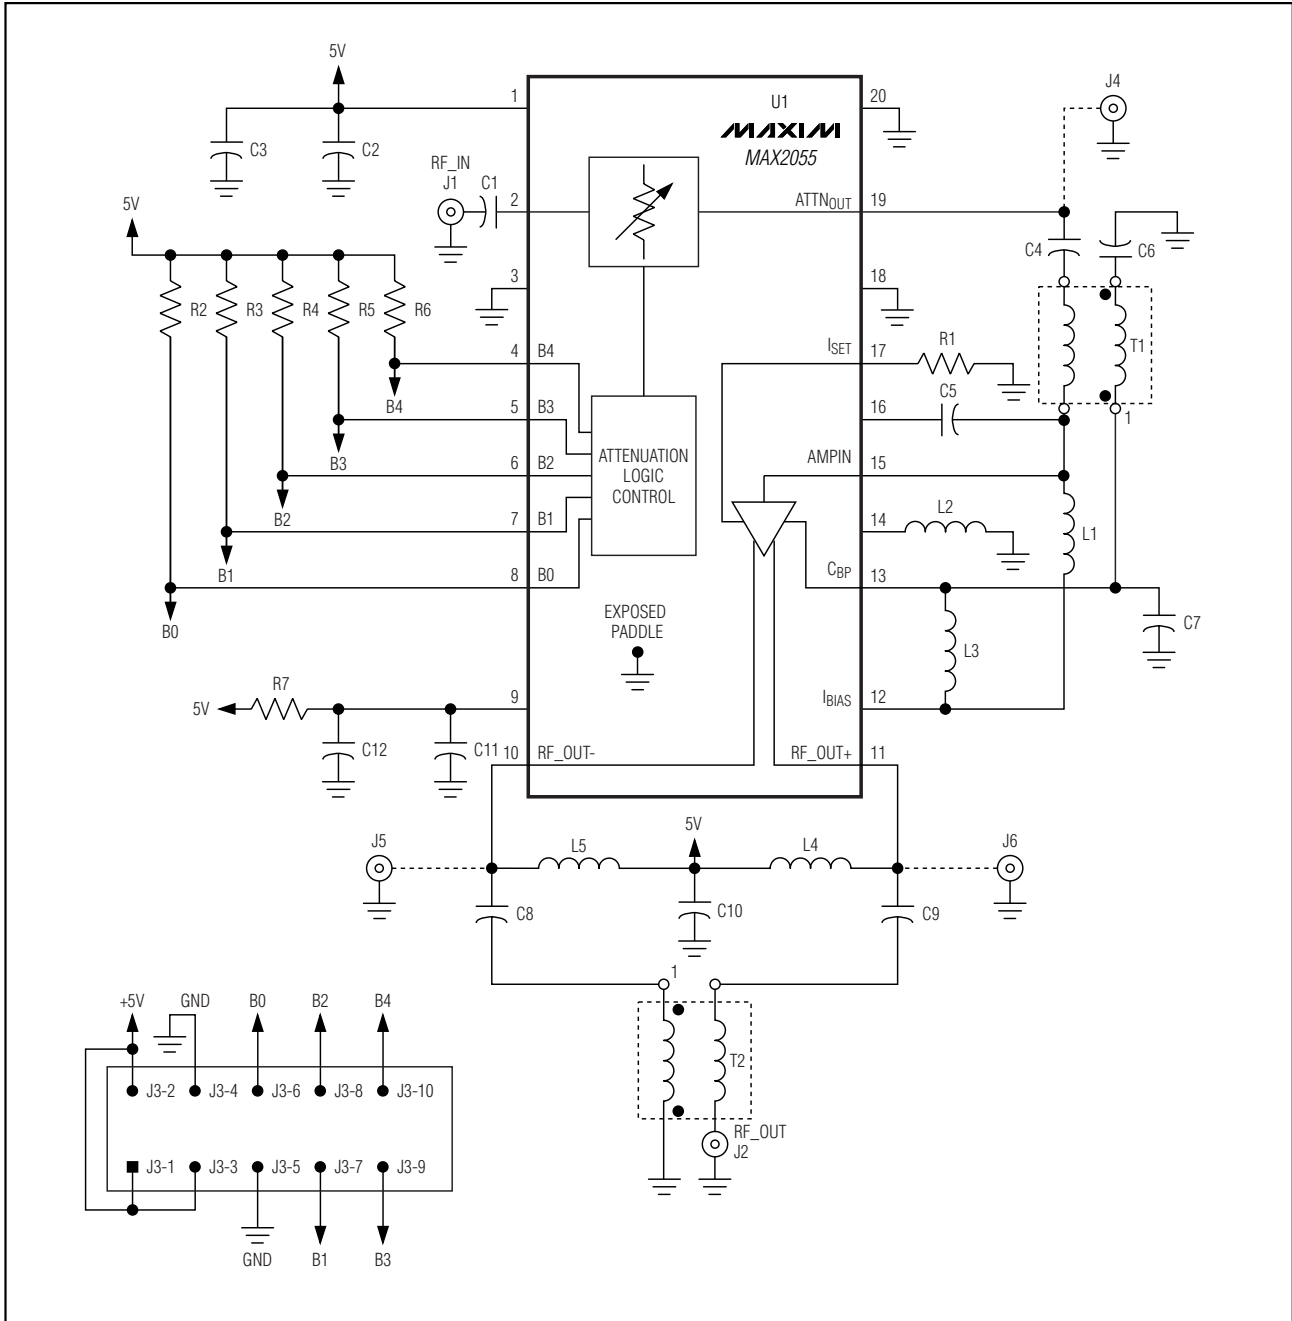 5V
1
U1
20
J4
MAXIM
MAX2055
C3
C2
RF_IN
J1
C1
2
ATTNOUT
19
5V
C4
C6
3
18
R2
R3
R4
R5
R6
ISET
17
R1
T1
4
B4
B4
C5
16
1
5
B3
B3
ATTENUATION
LOGIC
CONTROL
AMPIN
15
6
B2
B2
L2
14
L1
7
B1
B1
CBP
13
8
B0
B0
EXPOSED
PADDLE
C7
L3
R7
5V
9
IBIAS
12
C12
C11
10
RF_OUT-
RF_OUT+
11
5V
J5
L5
L4
J6
C8
C10
C9
1
+5V
GND
B0
B2
B4
T2
J3-2
J3-4
J3-6
J3-8
J3-10
RF_OUT
J2
J3-1
J3-3
J3-5
J3-7
J3-9
GND
B1
B3